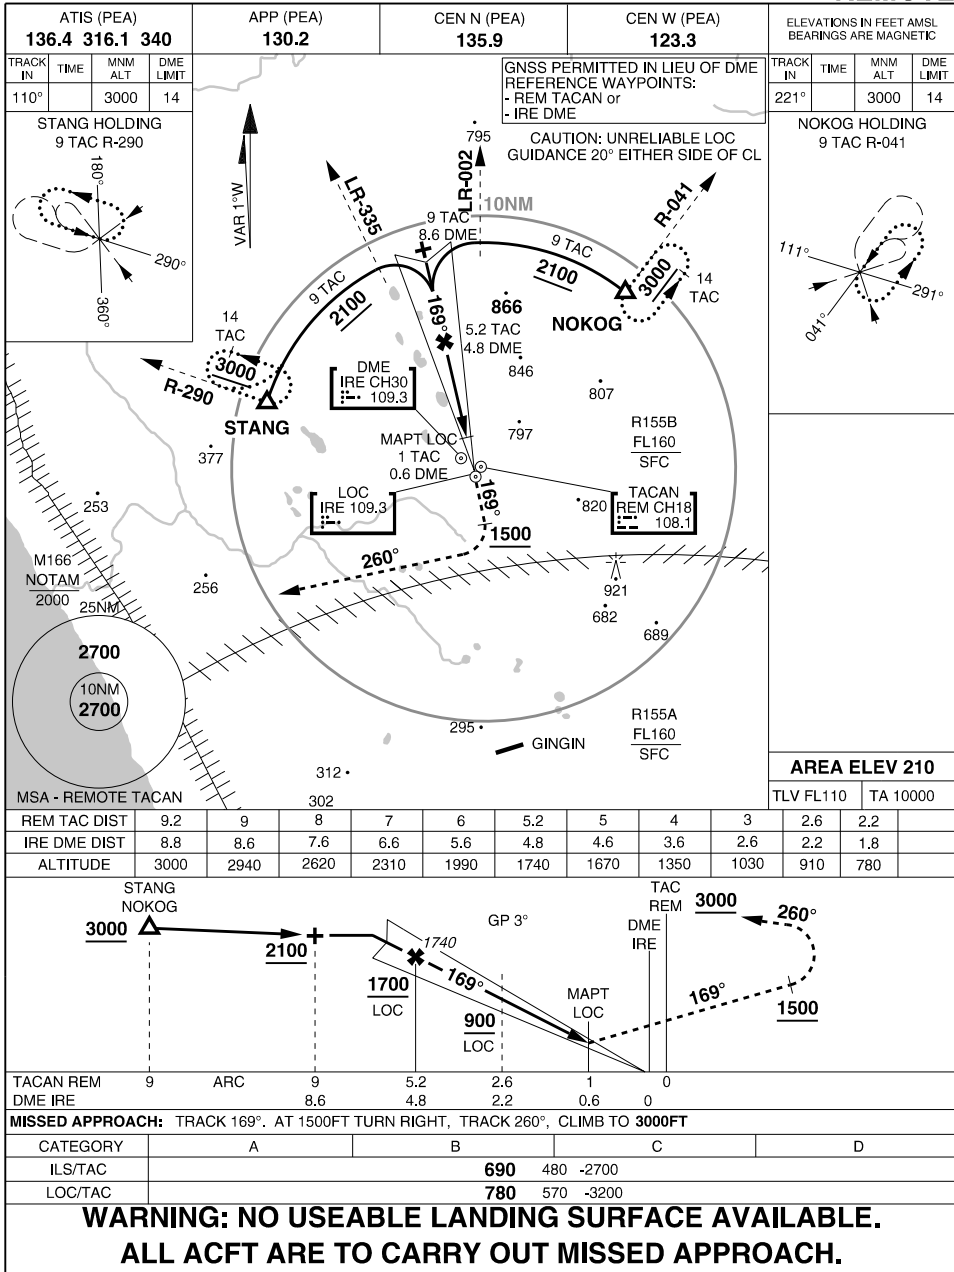 ATIS (PEA)
136.4 316.1 340
APP (PEA)
130.2
CEN N (PEA)
135.9
CEN W (PEA)
123.3
ELEVATIONS IN FEET AMSL
BEARINGS ARE MAGNETIC
TRACK IN TIME MNM ALT DME LIMIT
110° 3000 14
STANG HOLDING
9 TAC R-290
180°
290°
360°
GNSS PERMITTED IN LIEU OF DME
REFERENCE WAYPOINTS:
- REM TACAN or
- IRE DME
CAUTION: UNRELIABLE LOC
GUIDANCE 20° EITHER SIDE OF CL
TRACK IN TIME MNM ALT DME LIMIT
221° 3000 14
NOKOG HOLDING
9 TAC R-041
111°
291°
041°
VAR 1°W
795
LR-335
LR-002
R-041
10NM
9 TAC
8.6 DME
9 TAC
2100
9 TAC
2100
3000
14
TAC
NOKOG
866
169°
5.2 TAC
4.8 DME
846
14
TAC
3000
R-290
STANG
DME
IRE CH30
109.3
807
797
R155B
FL160
SFC
MAPT LOC
1 TAC
0.6 DME
377
253
LOC
IRE 109.3
169°
820
TACAN
REM CH18
108.1
1500
260°
M166
NOTAM
2000
256
921
682
689
25NM
2700
10NM
2700
MSA - REMOTE TACAN
295
GINGIN
R155A
FL160
SFC
312
302
AREA ELEV 210
TLV FL110 TA 10000
REM TAC DIST 9.2 9 8 7 6 5.2 5 4 3 2.6 2.2
IRE DME DIST 8.8 8.6 7.6 6.6 5.6 4.8 4.6 3.6 2.6 2.2 1.8
ALTITUDE 3000 2940 2620 2310 1990 1740 1670 1350 1030 910 780
STANG
NOKOG
3000
2100
1740
GP 3°
1700
LOC
169°
900
LOC
MAPT
LOC
TAC
REM
DME
IRE
3000
260°
169°
1500
TACAN REM 9 ARC 9 5.2 2.6 1 0
DME IRE 8.6 4.8 2.2 0.6 0
MISSED APPROACH: TRACK 169°. AT 1500FT TURN RIGHT, TRACK 260°, CLIMB TO 3000FT
CATEGORY A B C D
ILS/TAC 690 480 -2700
LOC/TAC 780 570 -3200
WARNING: NO USEABLE LANDING SURFACE AVAILABLE.
ALL ACFT ARE TO CARRY OUT MISSED APPROACH.